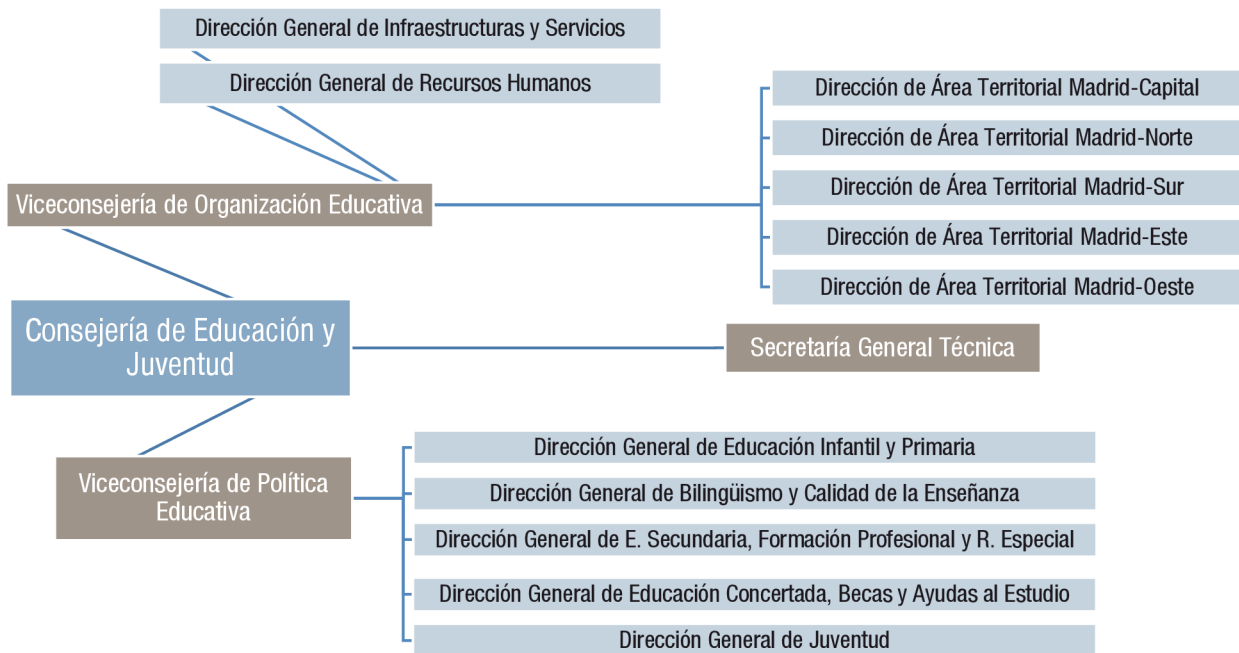 Dirección General de Infraestructuras y Servicios
Dirección General de Recursos Humanos
Dirección de Área Territorial Madrid-Capital
Dirección de Área Territorial Madrid-Norte
Viceconsejería de Organización Educativa
Dirección de Área Territorial Madrid-Sur
Dirección de Área Territorial Madrid-Este
Dirección de Área Territorial Madrid-Oeste
Consejería de Educación y
Juventud
Secretaría General Técnica
Viceconsejería de Política
Educativa
Dirección General de Educación Infantil y Primaria
Dirección General de Bilingüismo y Calidad de la Enseñanza
Dirección General de E. Secundaria, Formación Profesional y R. Especial
Dirección General de Educación Concertada, Becas y Ayudas al Estudio
Dirección General de Juventud